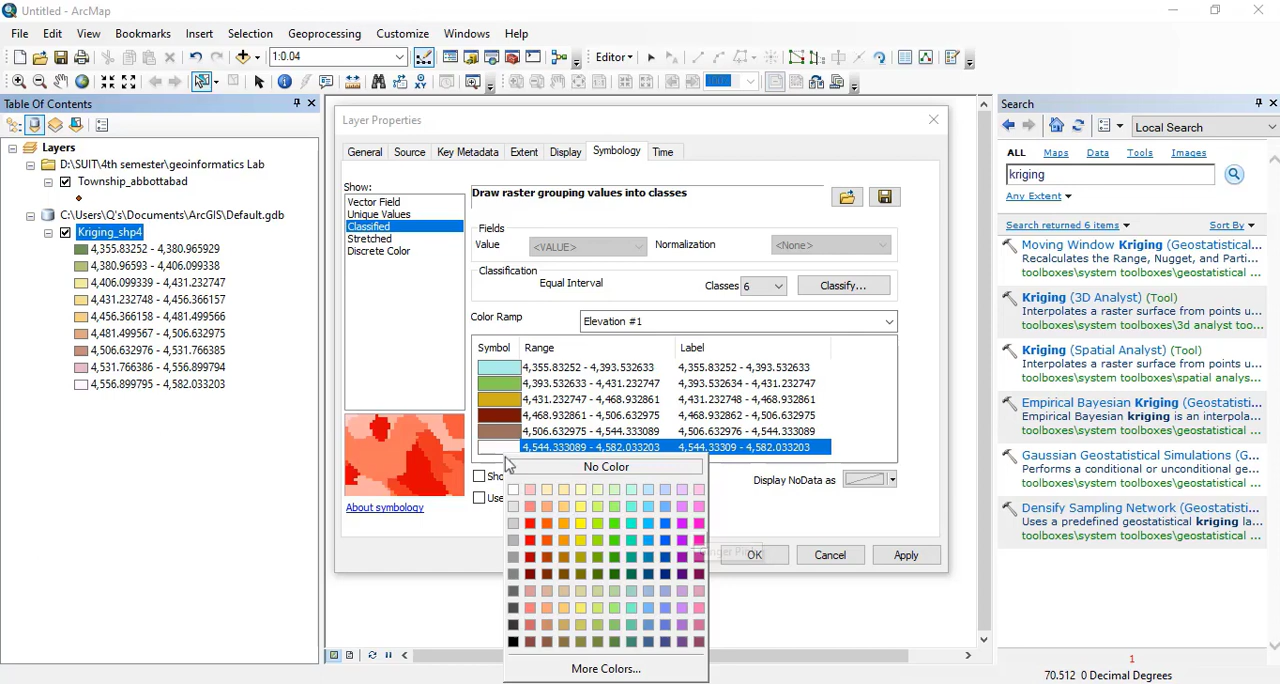 Untitled - ArcMap
File Edit View Bookmarks Insert Selection Geoprocessing Customize Windows Help
1:0.04 Editor
Table Of Contents
Layers
D:\SUIT\4th semester\geoinformatics Lab
Township_abbottabad
C:\Users\Q's\Documents\ArcGIS\Default.gdb
Kriging_shp4
4,355.83252 - 4,380.965929
4,380.96593 - 4,406.099338
4,406.099339 - 4,431.232747
4,431.232748 - 4,456.366157
4,456.366158 - 4,481.499566
4,481.499567 - 4,506.632975
4,506.632976 - 4,531.766385
4,531.766386 - 4,556.899794
4,556.899795 - 4,582.033203
Layer Properties
General Source Key Metadata Extent Display Symbology Time
Show:
Vector Field
Unique Values
Classified
Stretched
Discrete Color
About symbology
Draw raster grouping values into classes
Fields
Value <VALUE> Normalization <None>
Classification
Equal Interval Classes 6 Classify...
Color Ramp Elevation #1
Symbol Range Label
4,355.83252 - 4,393.532633 4,355.83252 - 4,393.532633
4,393.532633 - 4,431.232747 4,393.532634 - 4,431.232747
4,431.232747 - 4,468.932861 4,431.232748 - 4,468.932861
4,468.932861 - 4,506.632975 4,468.932862 - 4,506.632975
4,506.632975 - 4,544.333089 4,506.632976 - 4,544.333089
4,544.333089 - 4,582.033203 4,544.33309 - 4,582.033203
No Color
Display NoData as
More Colors...
OK Cancel Apply
Search
Local Search
ALL Maps Data Tools Images
kriging
Any Extent
Search returned 6 items Sort By
Moving Window Kriging (Geostatistical...
Recalculates the Range, Nugget, and Parti...
toolboxes\system toolboxes\geostatistical ...
Kriging (3D Analyst) (Tool)
Interpolates a raster surface from points u...
toolboxes\system toolboxes\3d analyst too...
Kriging (Spatial Analyst) (Tool)
Interpolates a raster surface from points u...
toolboxes\system toolboxes\spatial analys...
Empirical Bayesian Kriging (Geostatisti...
Empirical Bayesian kriging is an interpola...
toolboxes\system toolboxes\geostatistical ...
Gaussian Geostatistical Simulations (G...
Performs a conditional or unconditional ge...
toolboxes\system toolboxes\geostatistical ...
Densify Sampling Network (Geostatisti...
Uses a predefined geostatistical kriging la...
toolboxes\system toolboxes\geostatistical ...
1
70.512 0 Decimal Degrees